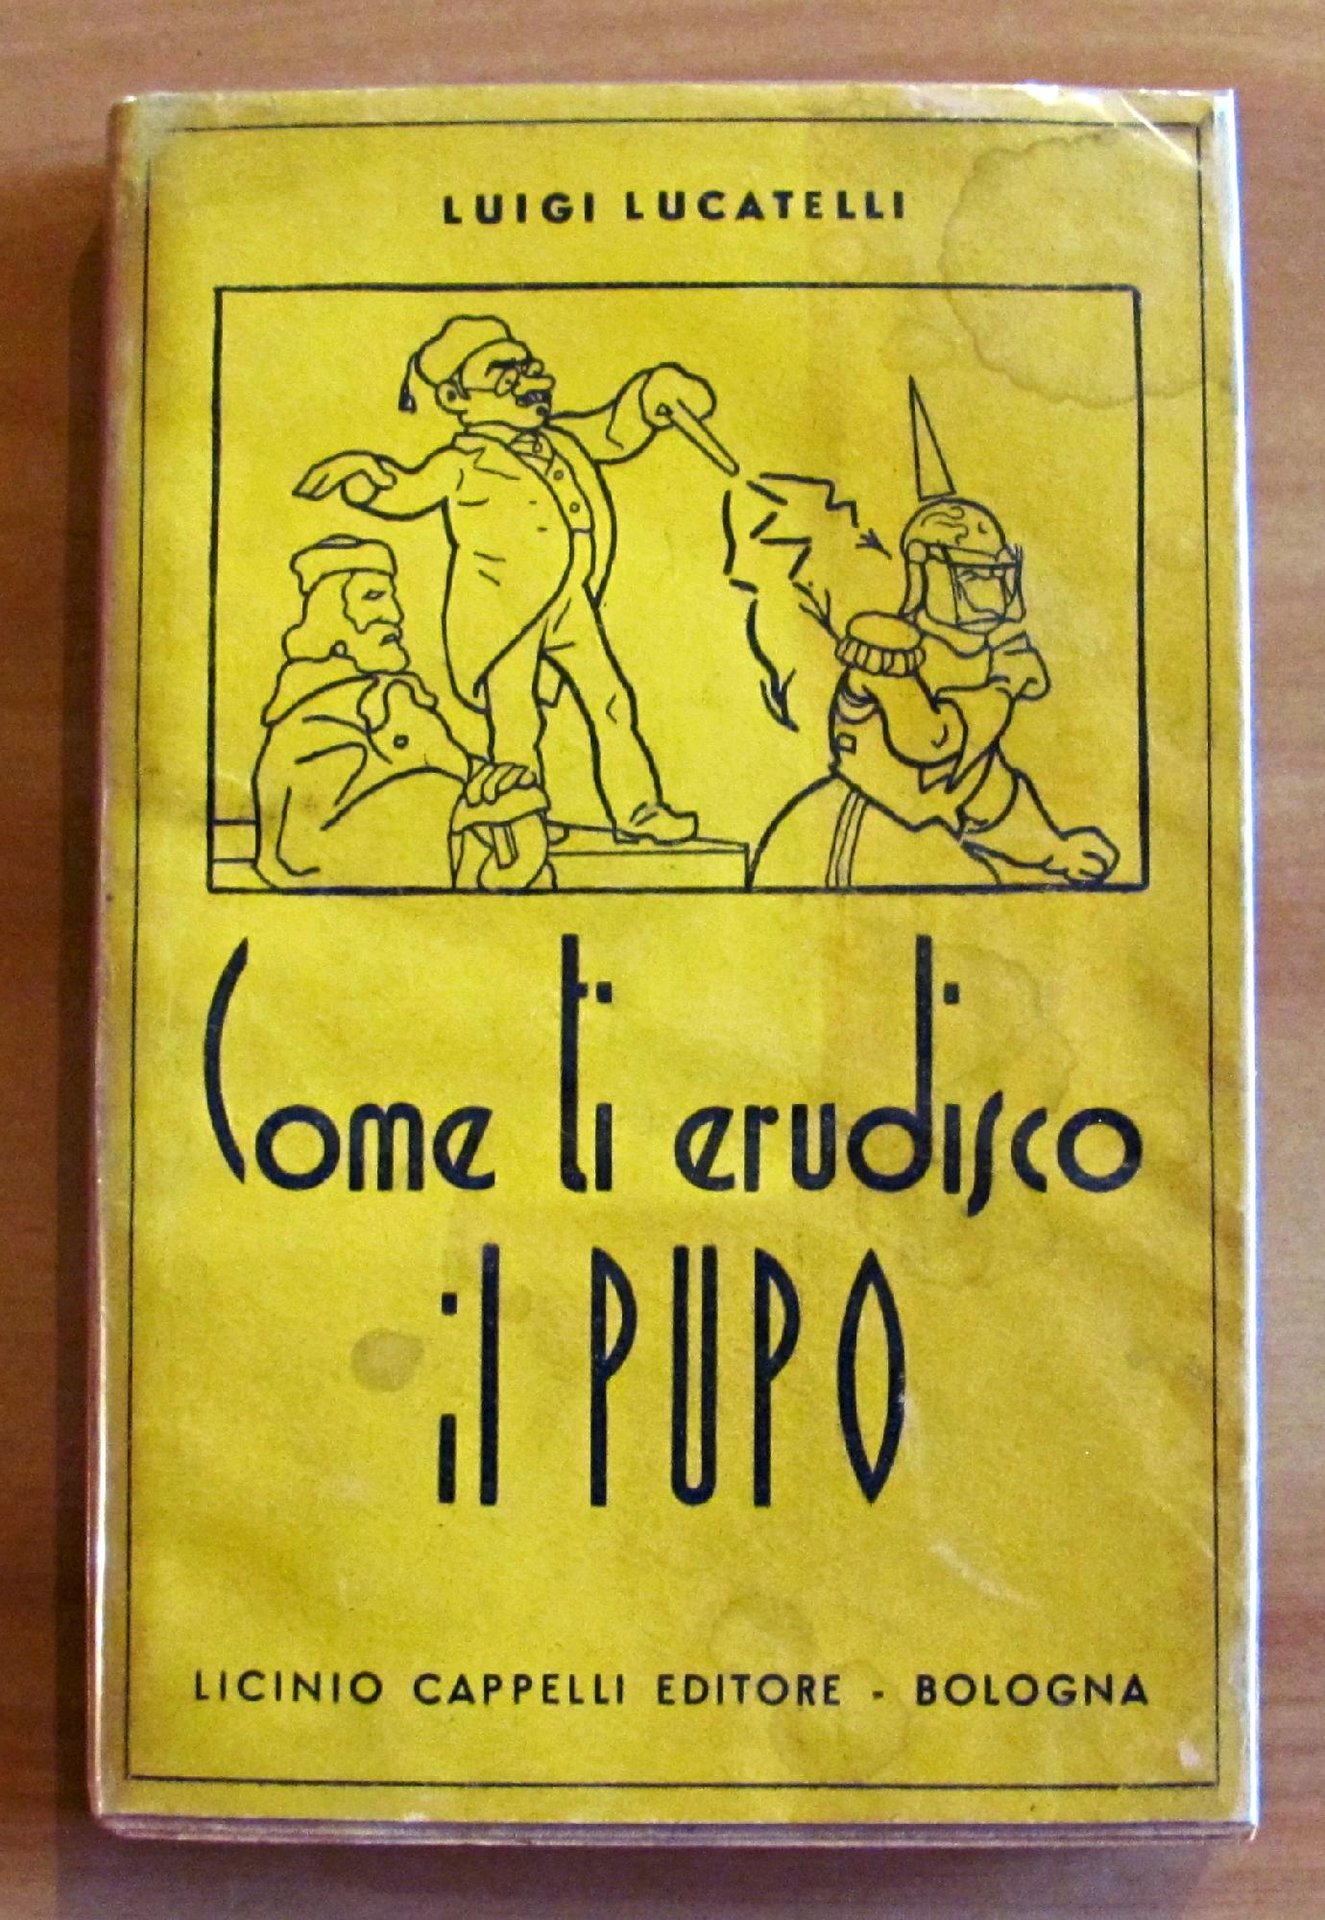 LUIGI LUCATELLI
Come ti erudisco
il PUPO
LICINIO CAPPELLI EDITORE - BOLOGNA